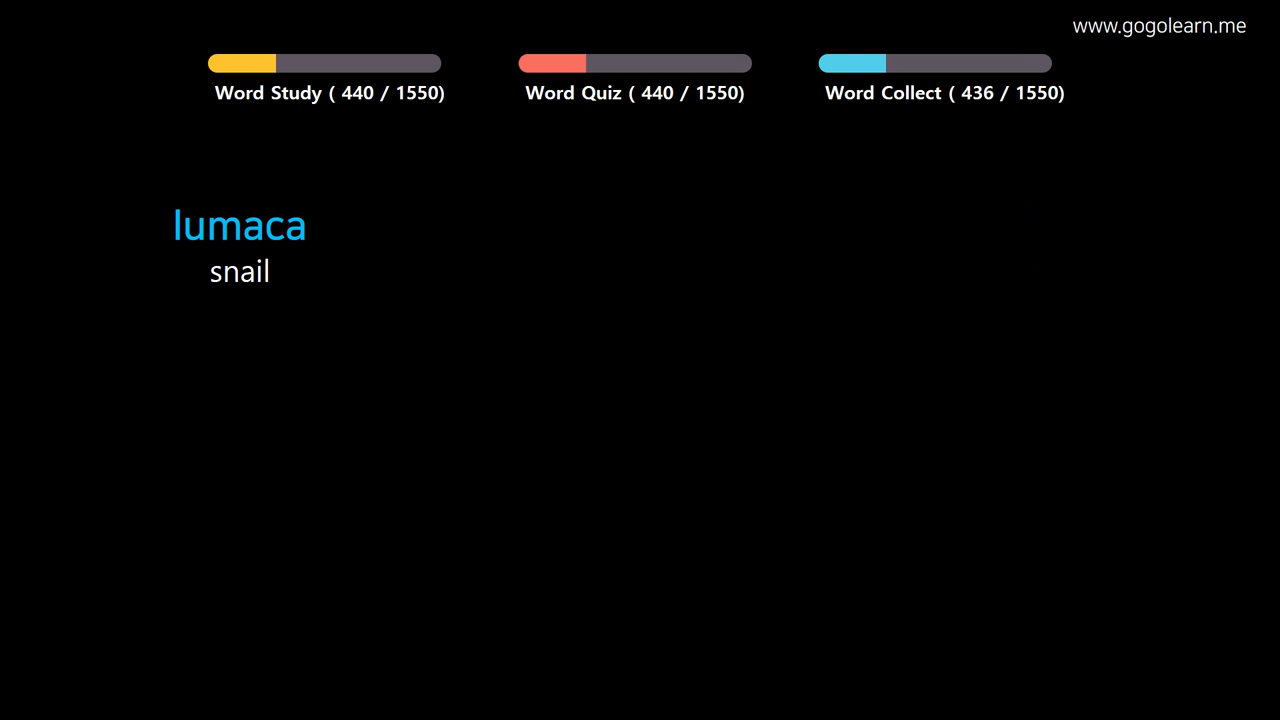 www.gogolearn.me
Word Study ( 440 / 1550)
Word Quiz ( 440 / 1550)
Word Collect ( 436 / 1550)
lumaca
snail